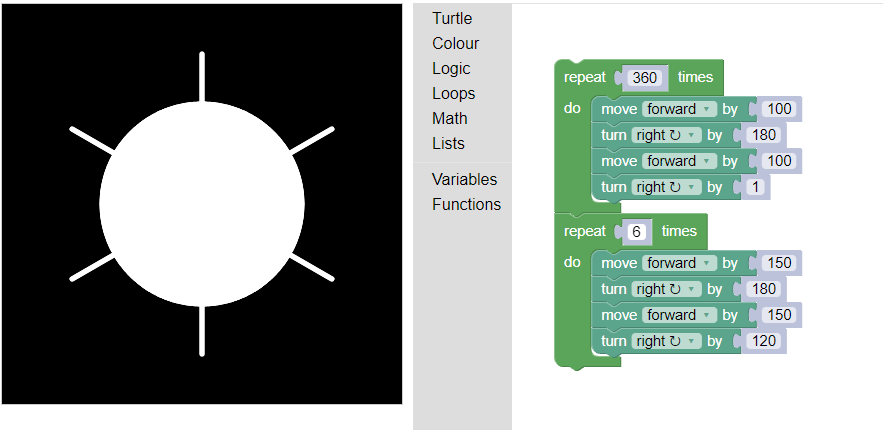 Turtle
Colour
Logic
Loops
Math
Lists
Variables
Functions
repeat 360 times
do move forward by 100
turn right ↻ by 180
move forward by 100
turn right ↻ by 1
repeat 6 times
do move forward by 150
turn right ↻ by 180
move forward by 150
turn right ↻ by 120